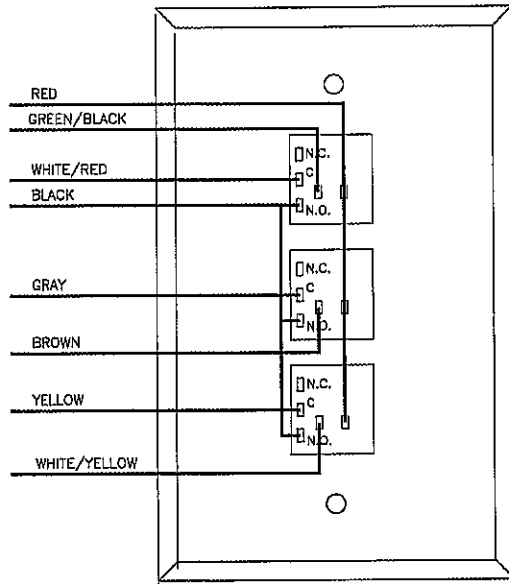 RED
GREEN/BLACK
N.C.
WHITE/RED
C
BLACK
N.O.
N.C.
GRAY
C
N.O.
BROWN
N.C.
YELLOW
C
N.O.
WHITE/YELLOW